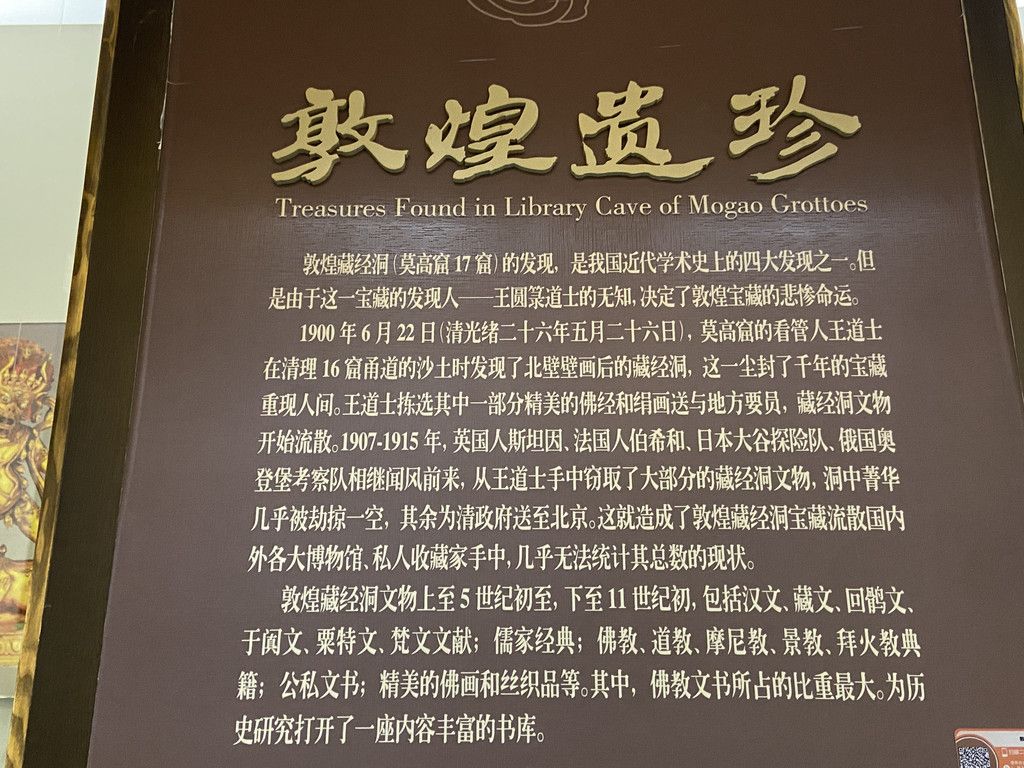 敦煌遗珍
Treasures Found in Library Cave of Mogao Grottoes
敦煌藏经洞(莫高窟17窟)的发现，是我国近代学术史上的四大发现之一。但
是由于这一宝藏的发现人——王圆箓道士的无知，决定了敦煌宝藏的悲惨命运。
1900年6月22日(清光绪二十六年五月二十六日)，莫高窟的看管人王道士
在清理16窟甬道的沙土时发现了北壁壁画后的藏经洞，这一尘封了千年的宝藏
重现人间。王道士拣选其中一部分精美的佛经和绢画送与地方要员，藏经洞文物
开始流散。1907-1915年，英国人斯坦因、法国人伯希和、日本大谷探险队、俄国奥
登堡考察队相继闻风前来，从王道士手中窃取了大部分的藏经洞文物，洞中菁华
几乎被劫掠一空，其余为清政府送至北京。这就造成了敦煌藏经洞宝藏流散国内
外各大博物馆、私人收藏家手中，几乎无法统计其总数的现状。
敦煌藏经洞文物上至5世纪初至，下至11世纪初，包括汉文、藏文、回鹘文、
于阗文、粟特文、梵文文献；儒家经典；佛教、道教、摩尼教、景教、拜火教典
籍；公私文书；精美的佛画和丝织品等。其中，佛教文书所占的比重最大。为历
史研究打开了一座内容丰富的书库。